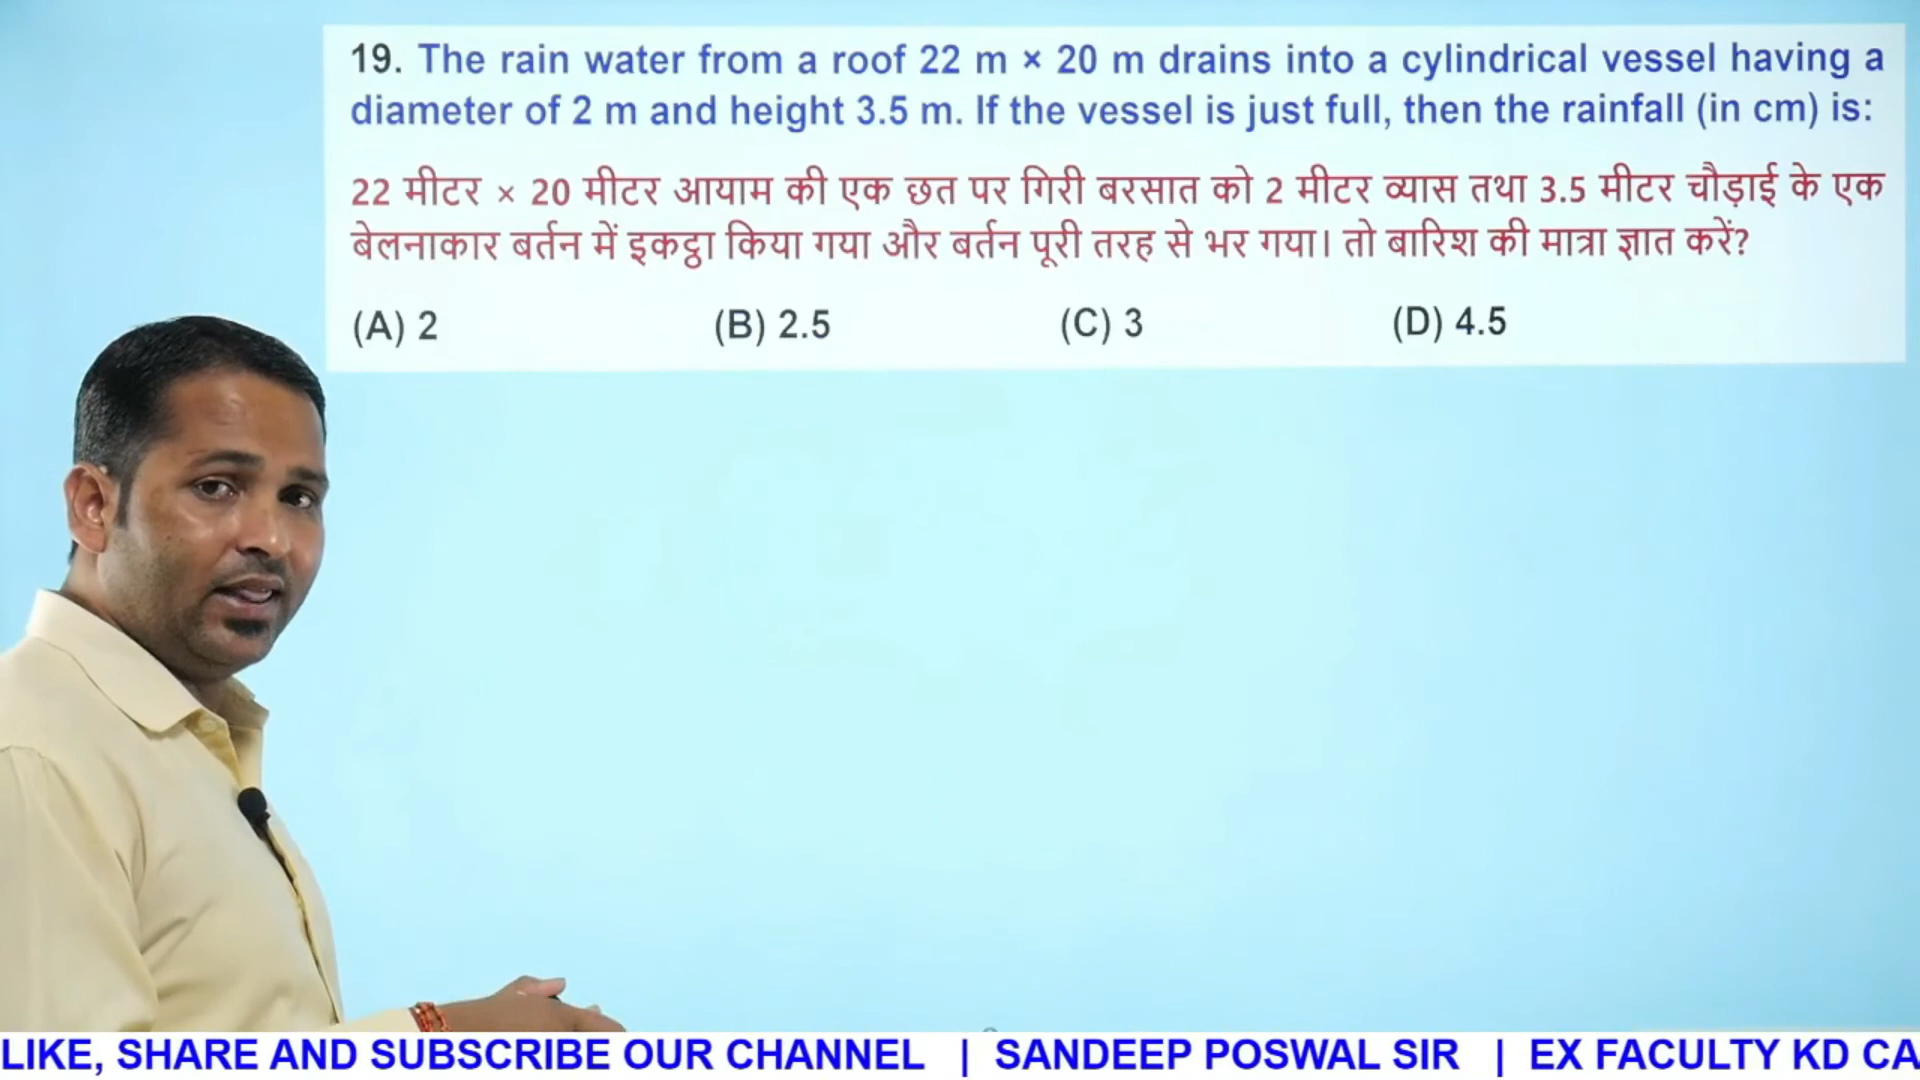 19. The rain water from a roof 22 m × 20 m drains into a cylindrical vessel having a
diameter of 2 m and height 3.5 m. If the vessel is just full, then the rainfall (in cm) is:
22 मीटर × 20 मीटर आयाम की एक छत पर गिरी बरसात को 2 मीटर व्यास तथा 3.5 मीटर चौड़ाई के एक
बेलनाकार बर्तन में इकट्ठा किया गया और बर्तन पूरी तरह से भर गया। तो बारिश की मात्रा ज्ञात करें?
(A) 2 (B) 2.5 (C) 3 (D) 4.5
LIKE, SHARE AND SUBSCRIBE OUR CHANNEL | SANDEEP POSWAL SIR | EX FACULTY KD CA